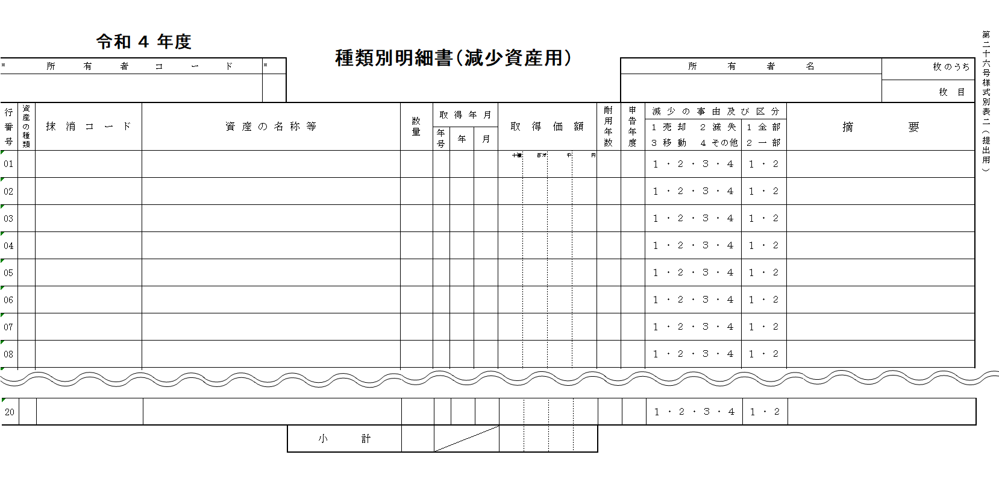 令和 4 年度
種類別明細書(減少資産用)
第二十六号様式別表二(提出用)
※ 所有者コード ※
所有者名
枚のうち
枚 目
行番号
資産の種類
抹消コード
資産の名称等
数量
取得年月
年号
年
月
取得価額
耐用年数
申告年度
減少の事由及び区分
1 売却 2 滅失
3 移動 4 その他
1 全部
2 一部
摘要
01 十億 百万 千 円 1・2・3・4 1・2
02 1・2・3・4 1・2
03 1・2・3・4 1・2
04 1・2・3・4 1・2
05 1・2・3・4 1・2
06 1・2・3・4 1・2
07 1・2・3・4 1・2
08 1・2・3・4 1・2
20 1・2・3・4 1・2
小計